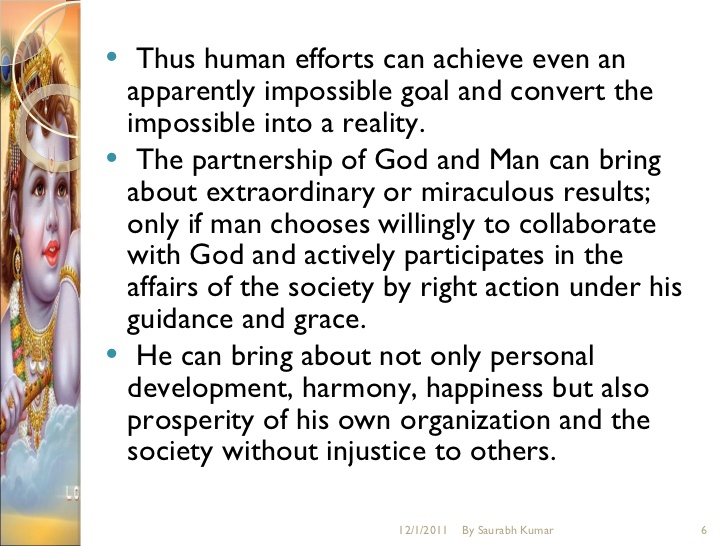 • Thus human efforts can achieve even an
apparently impossible goal and convert the
impossible into a reality.
• The partnership of God and Man can bring
about extraordinary or miraculous results;
only if man chooses willingly to collaborate
with God and actively participates in the
affairs of the society by right action under his
guidance and grace.
• He can bring about not only personal
development, harmony, happiness but also
prosperity of his own organization and the
society without injustice to others.
LO
12/1/2011 By Saurabh Kumar 6